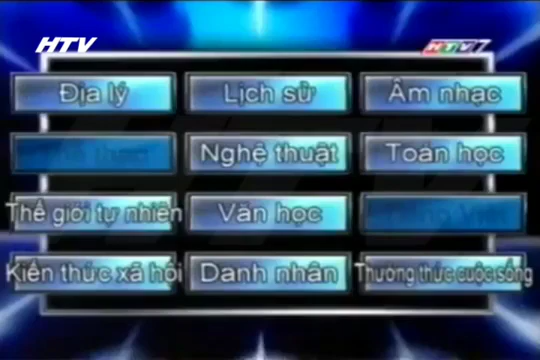 HTV
HTV7
Địa lý
Lịch sử
Âm nhạc
Nghệ thuật
Toán học
Thế giới tự nhiên
Văn học
Kiến thức xã hội
Danh nhân
Thường thức cuộc sống